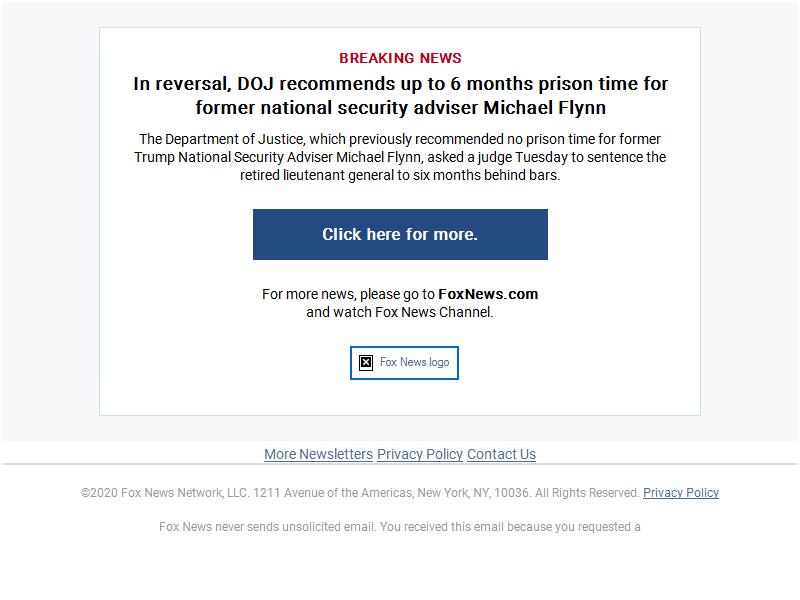 BREAKING NEWS
In reversal, DOJ recommends up to 6 months prison time for
former national security adviser Michael Flynn
The Department of Justice, which previously recommended no prison time for former
Trump National Security Adviser Michael Flynn, asked a judge Tuesday to sentence the
retired lieutenant general to six months behind bars.
Click here for more.
For more news, please go to FoxNews.com
and watch Fox News Channel.
Fox News logo
More Newsletters Privacy Policy Contact Us
©2020 Fox News Network, LLC. 1211 Avenue of the Americas, New York, NY, 10036. All Rights Reserved. Privacy Policy
Fox News never sends unsolicited email. You received this email because you requested a